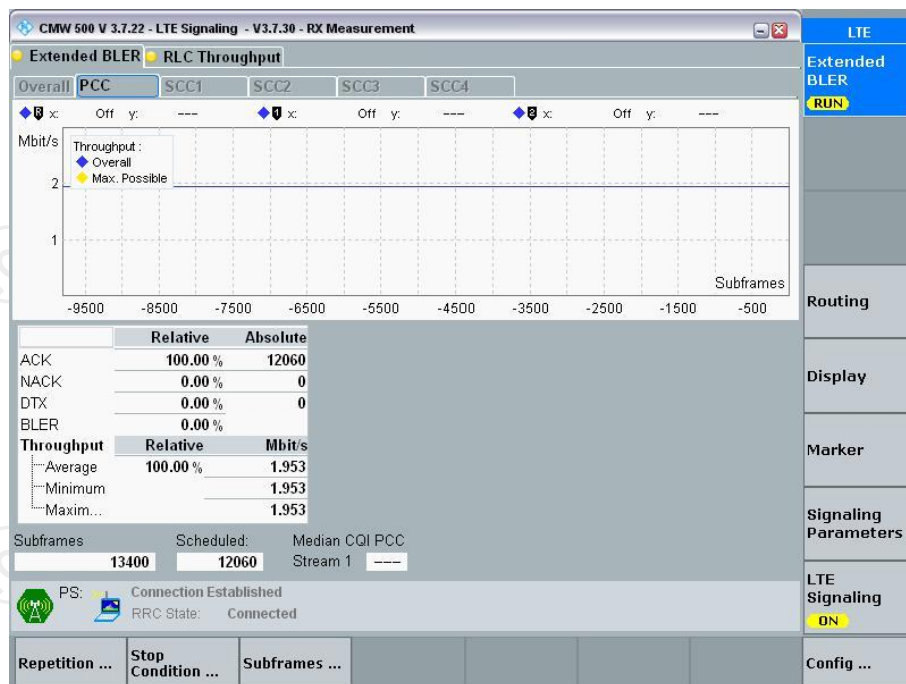 CMW 500 V 3.7.22 - LTE Signaling - V3.7.30 - RX Measurement
LTE
Extended BLER RLC Throughput
Overall PCC SCC1 SCC2 SCC3 SCC4
R x: Off y: --- 1 x: Off y: --- 2 x: Off y: ---
Mbit/s
Throughput :
Overall
Max. Possible
2
1
Subframes
-9500 -8500 -7500 -6500 -5500 -4500 -3500 -2500 -1500 -500
Relative Absolute
ACK 100.00 % 12060
NACK 0.00 % 0
DTX 0.00 % 0
BLER 0.00 %
Throughput Relative Mbit/s
Average 100.00 % 1.953
Minimum 1.953
Maxim... 1.953
Subframes Scheduled: Median CQI PCC
13400 12060 Stream 1 ---
PS: Connection Established
RRC State: Connected
Repetition ... Stop Condition ... Subframes ...
Extended
BLER
RUN
Routing
Display
Marker
Signaling
Parameters
LTE
Signaling
ON
Config ...